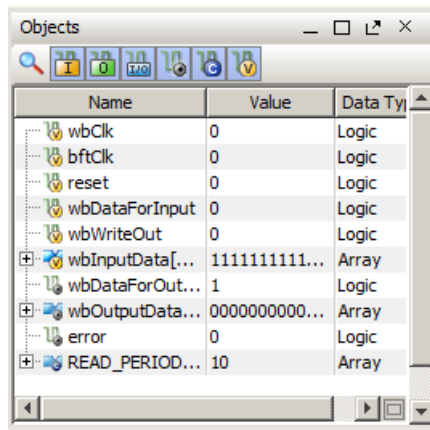 Objects
I O I/O C V
Name Value Data Ty
wbClk 0 Logic
bftClk 0 Logic
reset 0 Logic
wbDataForInput 0 Logic
wbWriteOut 0 Logic
wbInputData[... 1111111111... Array
wbDataForOut... 1 Logic
wbOutputData... 0000000000... Array
error 0 Logic
READ_PERIOD... 10 Array